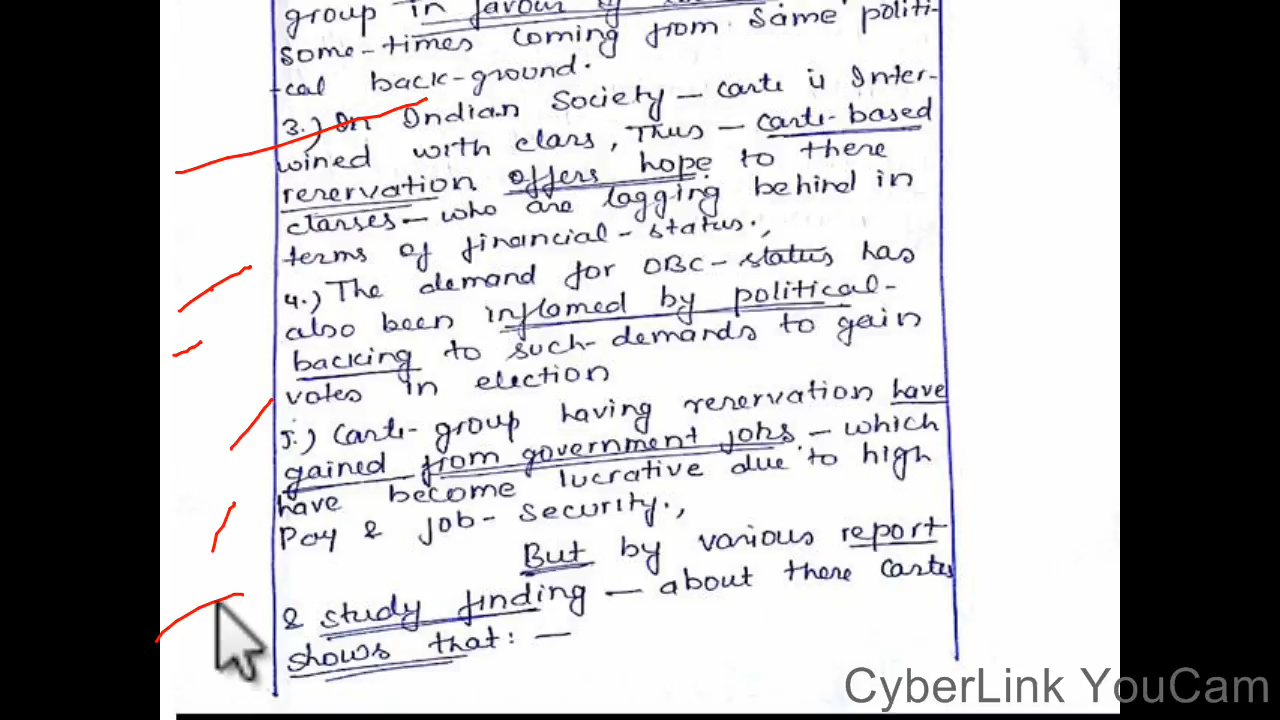 group in favour of
some-times coming from same politi-
-cal back-ground.
3.) In Indian Society - caste is Inter-
wined with class, Thus - caste-based
reservation offers hope to these
classes - who are lagging behind in
terms of financial-status.,
4.) The demand for OBC-status has
also been inflamed by political-
backing to such-demands to gain
votes in election
5.) Caste-group having reservation have
gained from government jobs. - which
have become lucrative due to high
Pay & job-security.,
But by various report
& study finding - about these castes
shows that: -
CyberLink YouCam